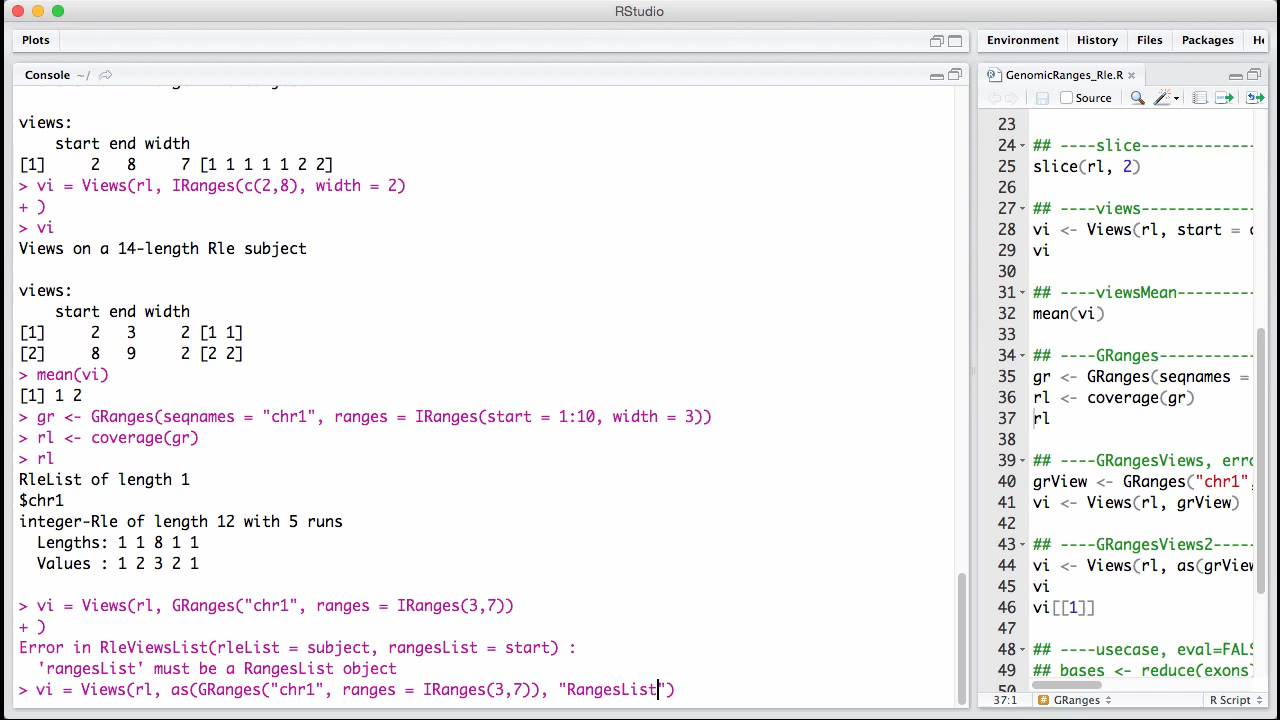 RStudio
Plots
Console ~/
views:
start end width
[1] 2 8 7 [1 1 1 1 1 2 2]
> vi = Views(rl, IRanges(c(2,8), width = 2)
+ )
> vi
Views on a 14-length Rle subject
views:
start end width
[1] 2 3 2 [1 1]
[2] 8 9 2 [2 2]
> mean(vi)
[1] 1 2
> gr <- GRanges(seqnames = "chr1", ranges = IRanges(start = 1:10, width = 3))
> rl <- coverage(gr)
> rl
RleList of length 1
$chr1
integer-Rle of length 12 with 5 runs
Lengths: 1 1 8 1 1
Values : 1 2 3 2 1
> vi = Views(rl, GRanges("chr1", ranges = IRanges(3,7))
+ )
Error in RleViewsList(rleList = subject, rangesList = start) :
'rangesList' must be a RangesList object
> vi = Views(rl, as(GRanges("chr1", ranges = IRanges(3,7)), "RangesList")
Environment History Files Packages He
GenomicRanges_Rle.R
Source
23
24 ## ----slice-------------
25 slice(rl, 2)
26
27 ## ----views-------------
28 vi <- Views(rl, start = c
29 vi
30
31 ## ----viewsMean---------
32 mean(vi)
33
34 ## ----GRanges-----------
35 gr <- GRanges(seqnames =
36 rl <- coverage(gr)
37 rl
38
39 ## ----GRangesViews, erro
40 grView <- GRanges("chr1",
41 vi <- Views(rl, grView)
42
43 ## ----GRangesViews2-----
44 vi <- Views(rl, as(grView
45 vi
46 vi[[1]]
47
48 ## ----usecase, eval=FALS
49 ## bases <- reduce(exons)
50
37:1 # GRanges R Script